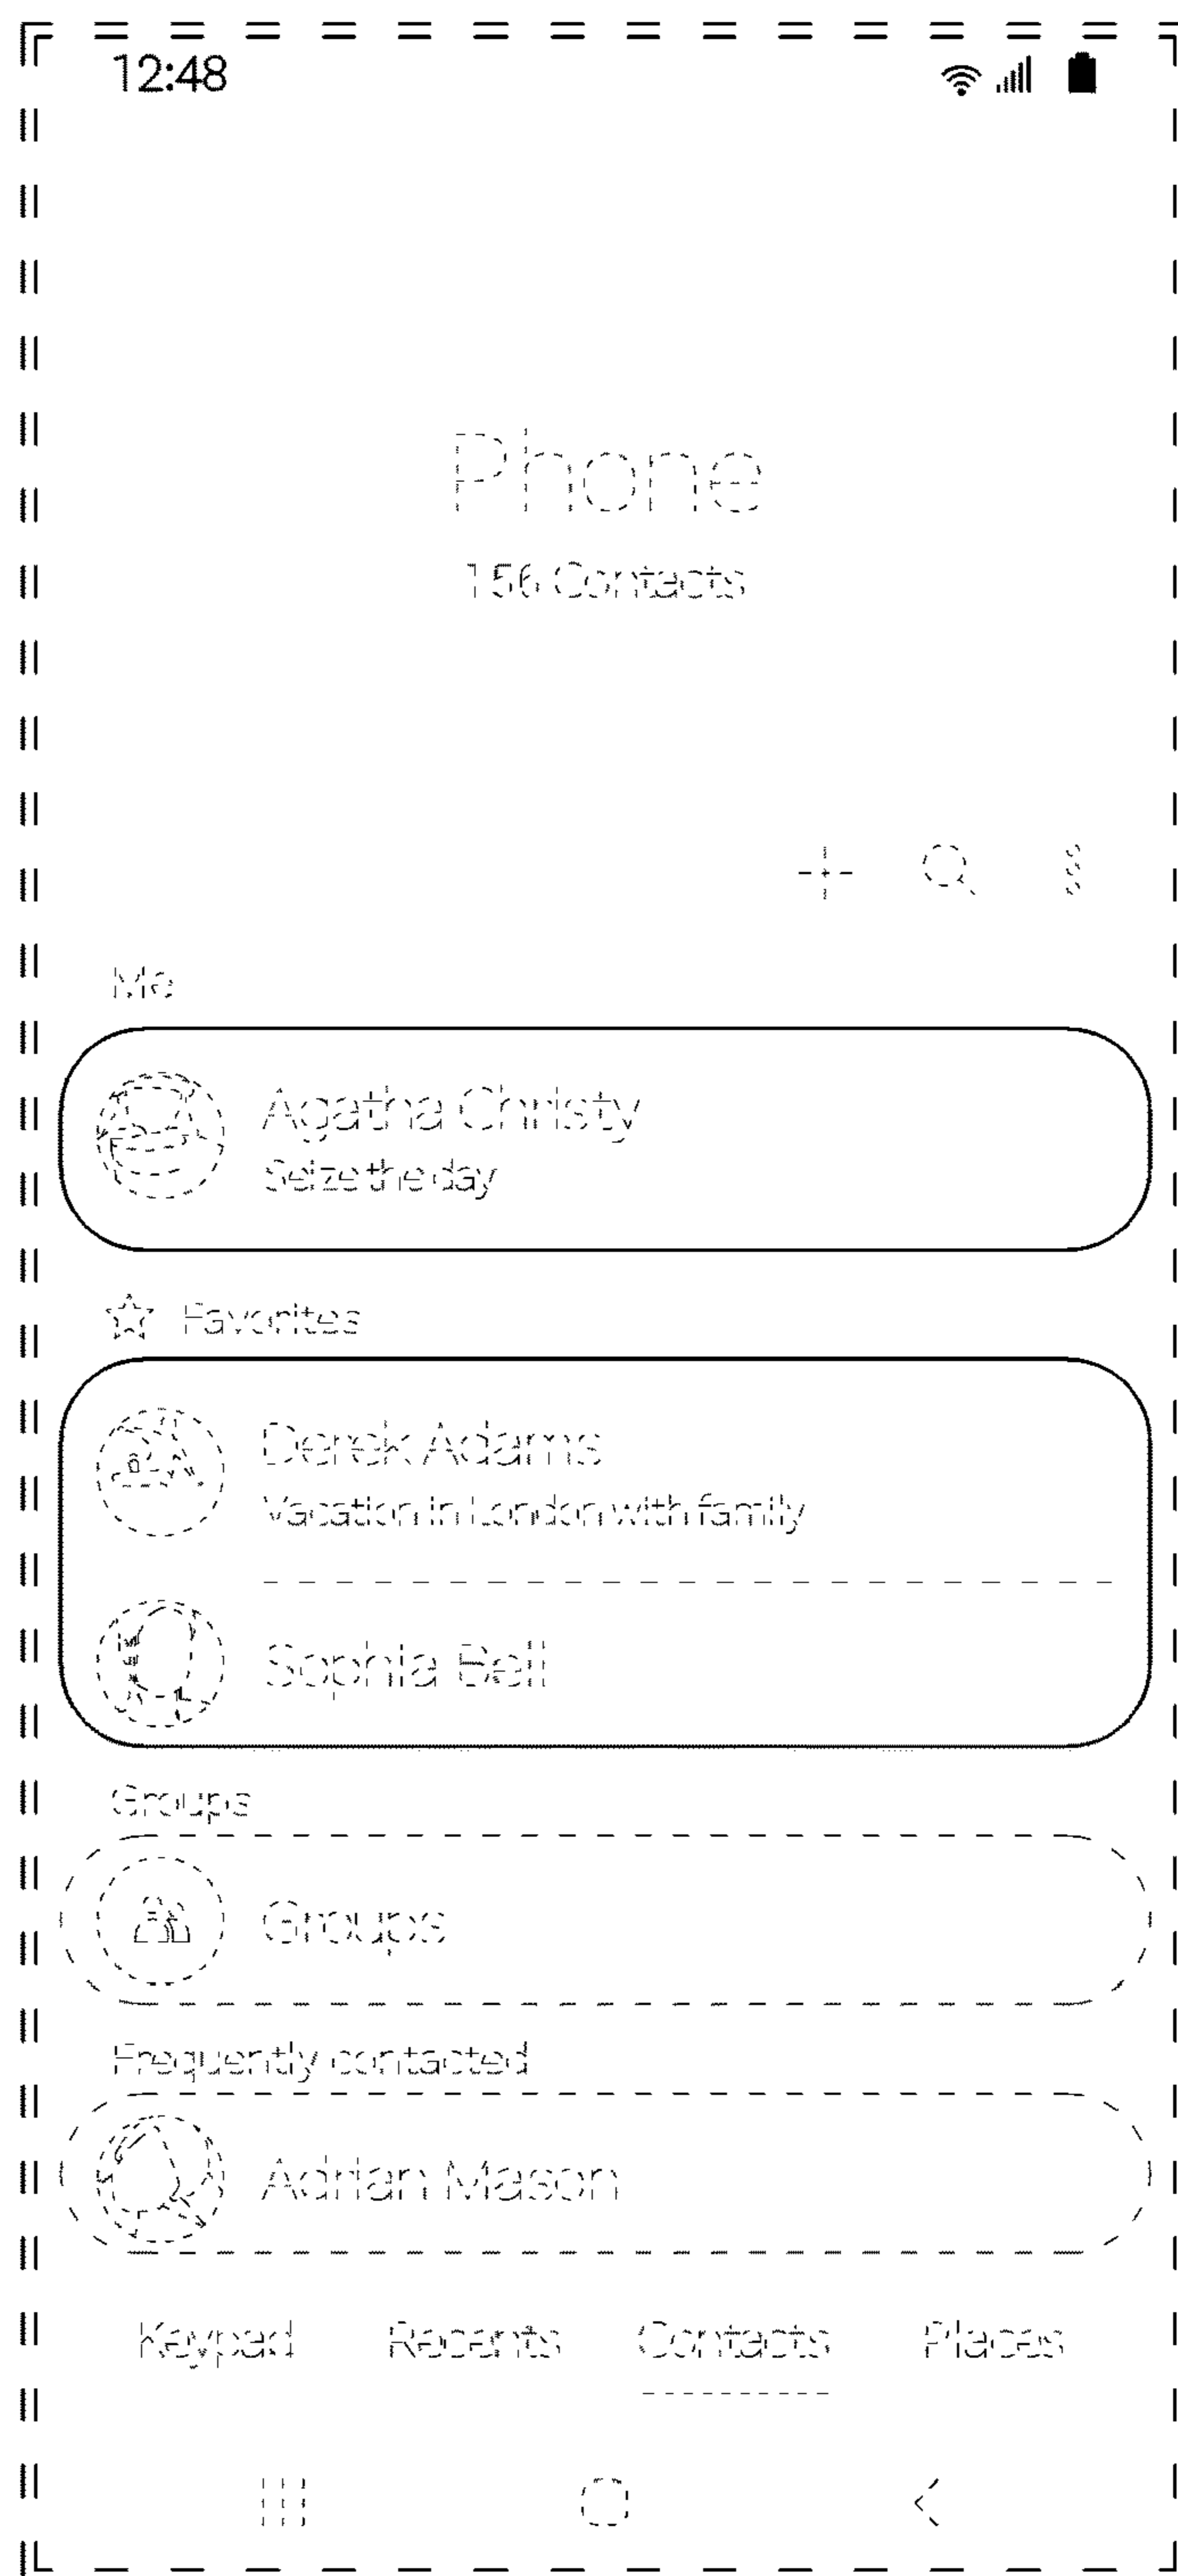 12:48
Phone
156 Contacts
Me
Agatha Christy
Seize the day
Favorites
Derek Adams
Vacation in London with family
Sophia Bell
Groups
Groups
Frequently contacted
Adrian Mason
Keypad Recents Contacts Places